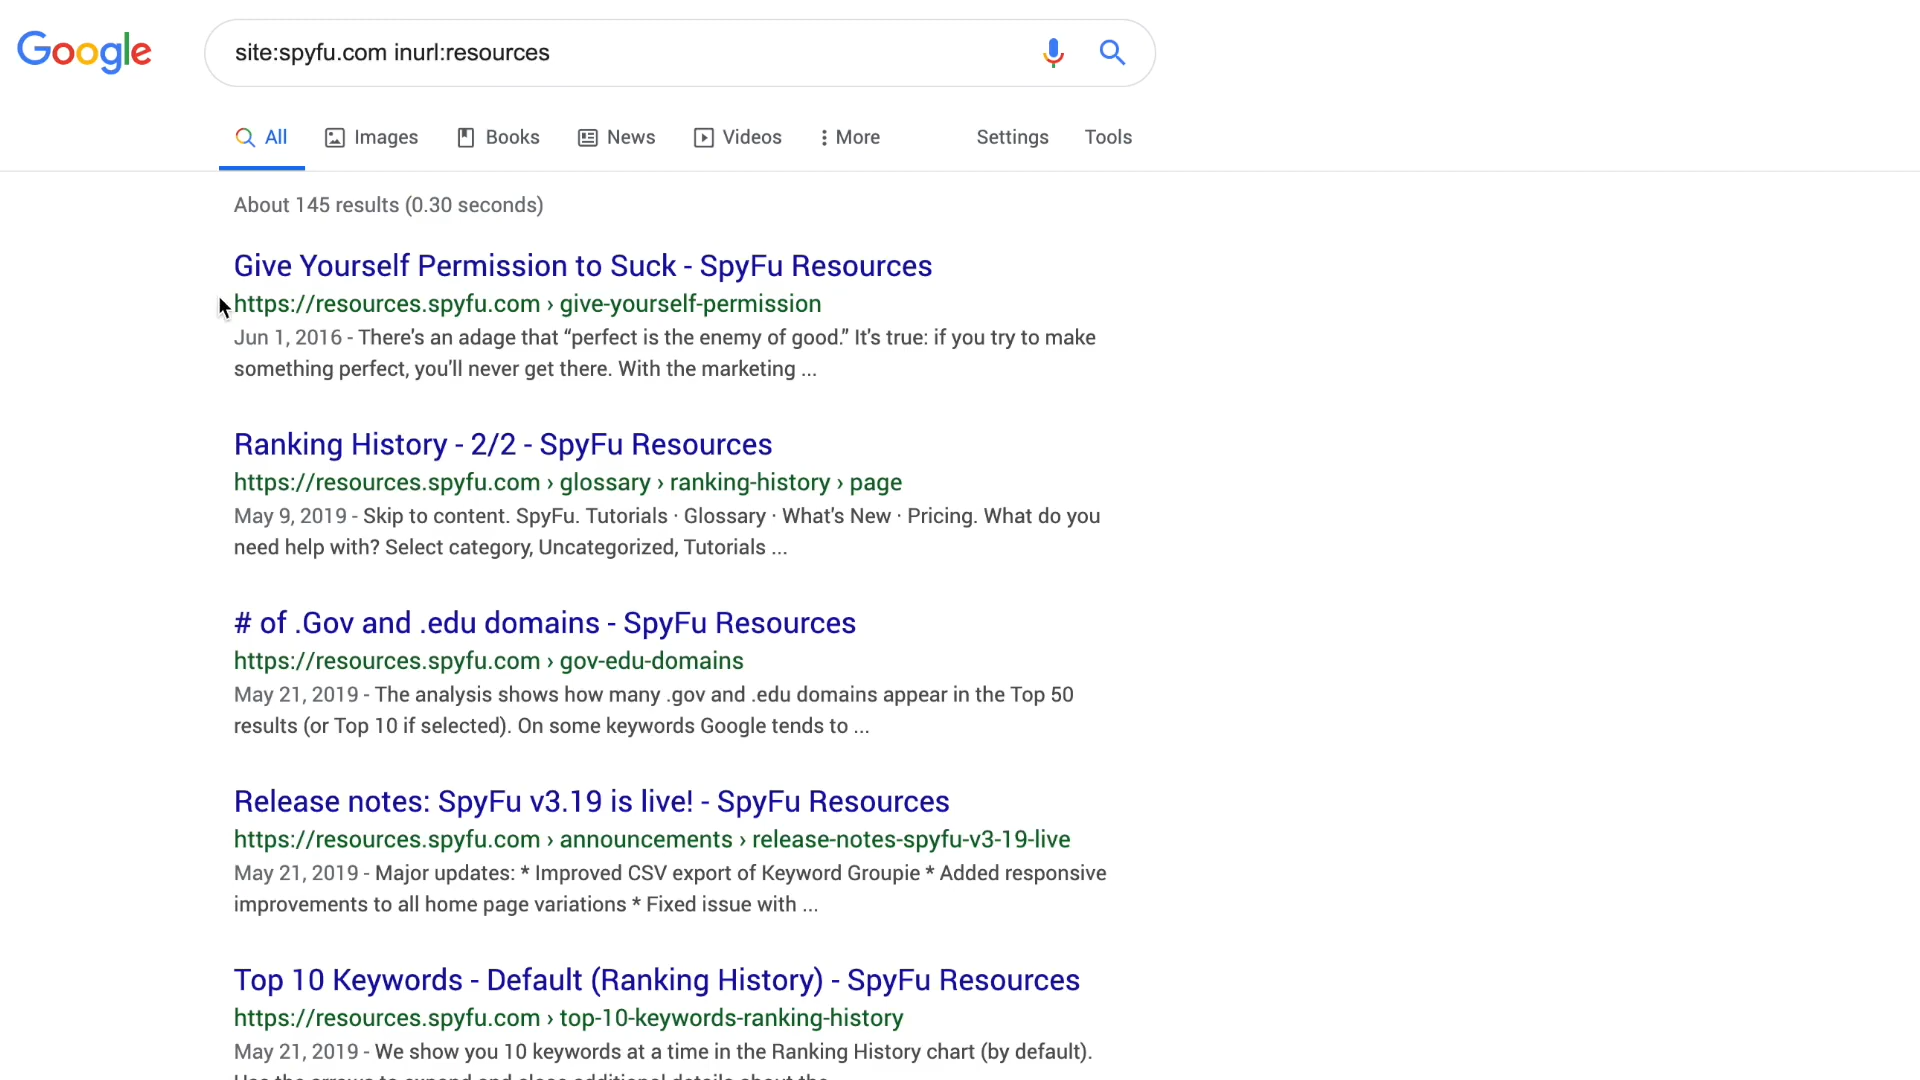 Google
site:spyfu.com inurl:resources
All Images Books News Videos More Settings Tools
About 145 results (0.30 seconds)
Give Yourself Permission to Suck - SpyFu Resources
https://resources.spyfu.com › give-yourself-permission
Jun 1, 2016 - There's an adage that “perfect is the enemy of good.” It's true: if you try to make
something perfect, you'll never get there. With the marketing ...
Ranking History - 2/2 - SpyFu Resources
https://resources.spyfu.com › glossary › ranking-history › page
May 9, 2019 - Skip to content. SpyFu. Tutorials · Glossary · What's New · Pricing. What do you
need help with? Select category, Uncategorized, Tutorials ...
# of .Gov and .edu domains - SpyFu Resources
https://resources.spyfu.com › gov-edu-domains
May 21, 2019 - The analysis shows how many .gov and .edu domains appear in the Top 50
results (or Top 10 if selected). On some keywords Google tends to ...
Release notes: SpyFu v3.19 is live! - SpyFu Resources
https://resources.spyfu.com › announcements › release-notes-spyfu-v3-19-live
May 21, 2019 - Major updates: * Improved CSV export of Keyword Groupie * Added responsive
improvements to all home page variations * Fixed issue with ...
Top 10 Keywords - Default (Ranking History) - SpyFu Resources
https://resources.spyfu.com › top-10-keywords-ranking-history
May 21, 2019 - We show you 10 keywords at a time in the Ranking History chart (by default).